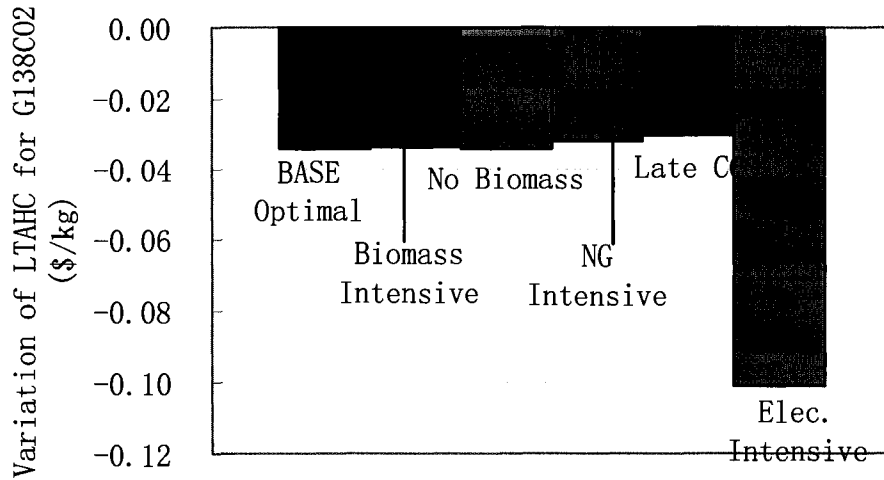 Variation of LTAHC for G138CO2
($/kg)
0.00
-0.02
-0.04
-0.06
-0.08
-0.10
-0.12
BASE
Optimal
Biomass
Intensive
No Biomass
NG
Intensive
Late
Elec.
Intensive